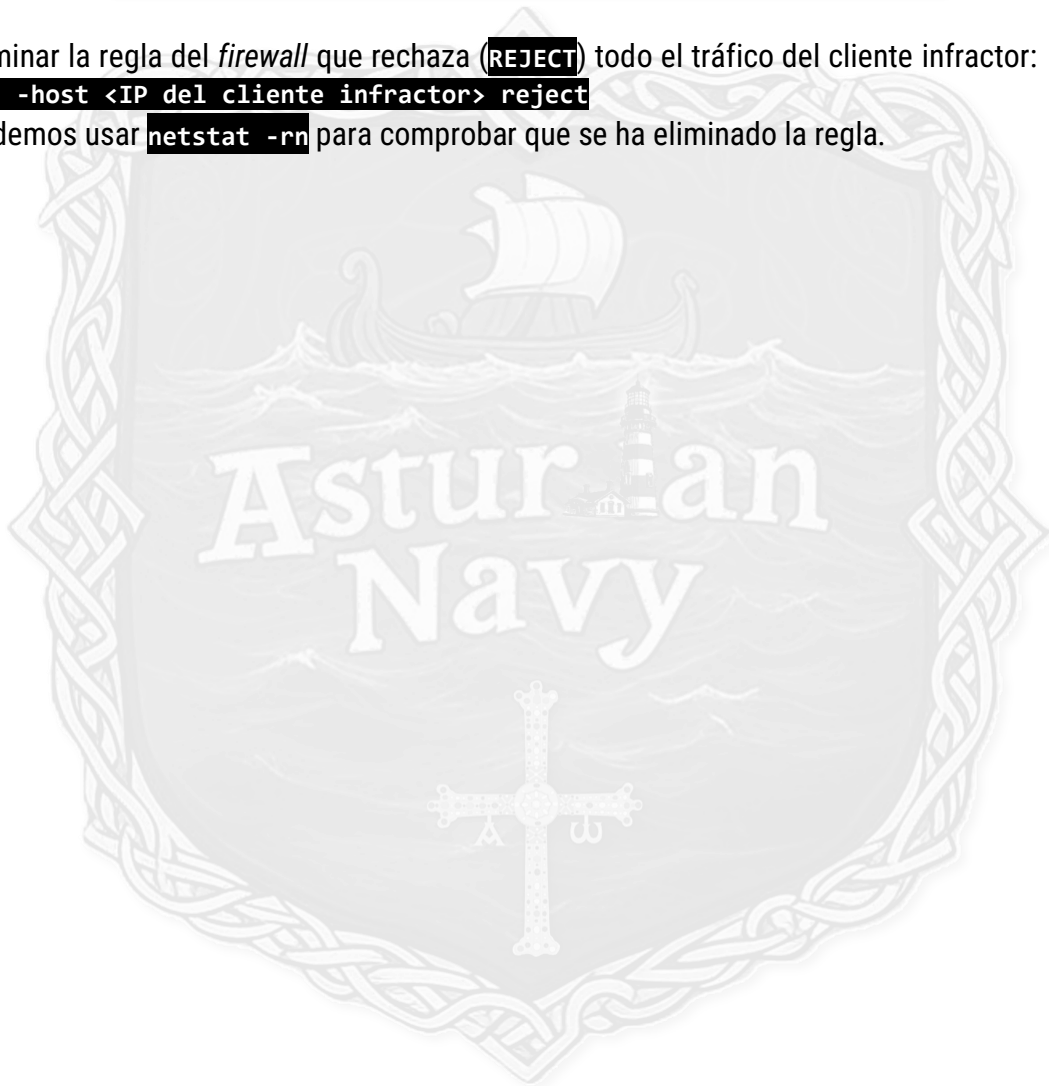 minar la regla del firewall que rechaza (REJECT) todo el tráfico del cliente infractor:
-host <IP del cliente infractor> reject
demos usar netstat -rn para comprobar que se ha eliminado la regla.
Asturian
Navy